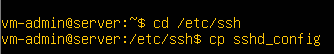 vm-admin@server:~$ cd /etc/ssh
vm-admin@server:/etc/ssh$ cp sshd_config